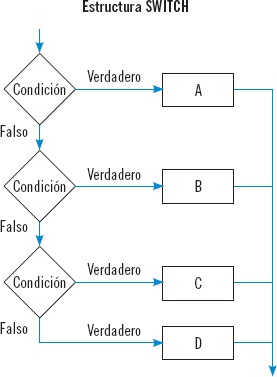 Estructura SWITCH
Verdadero
Condición
A
Falso
Verdadero
Condición
B
Falso
Verdadero
Condición
C
Falso
Verdadero
D